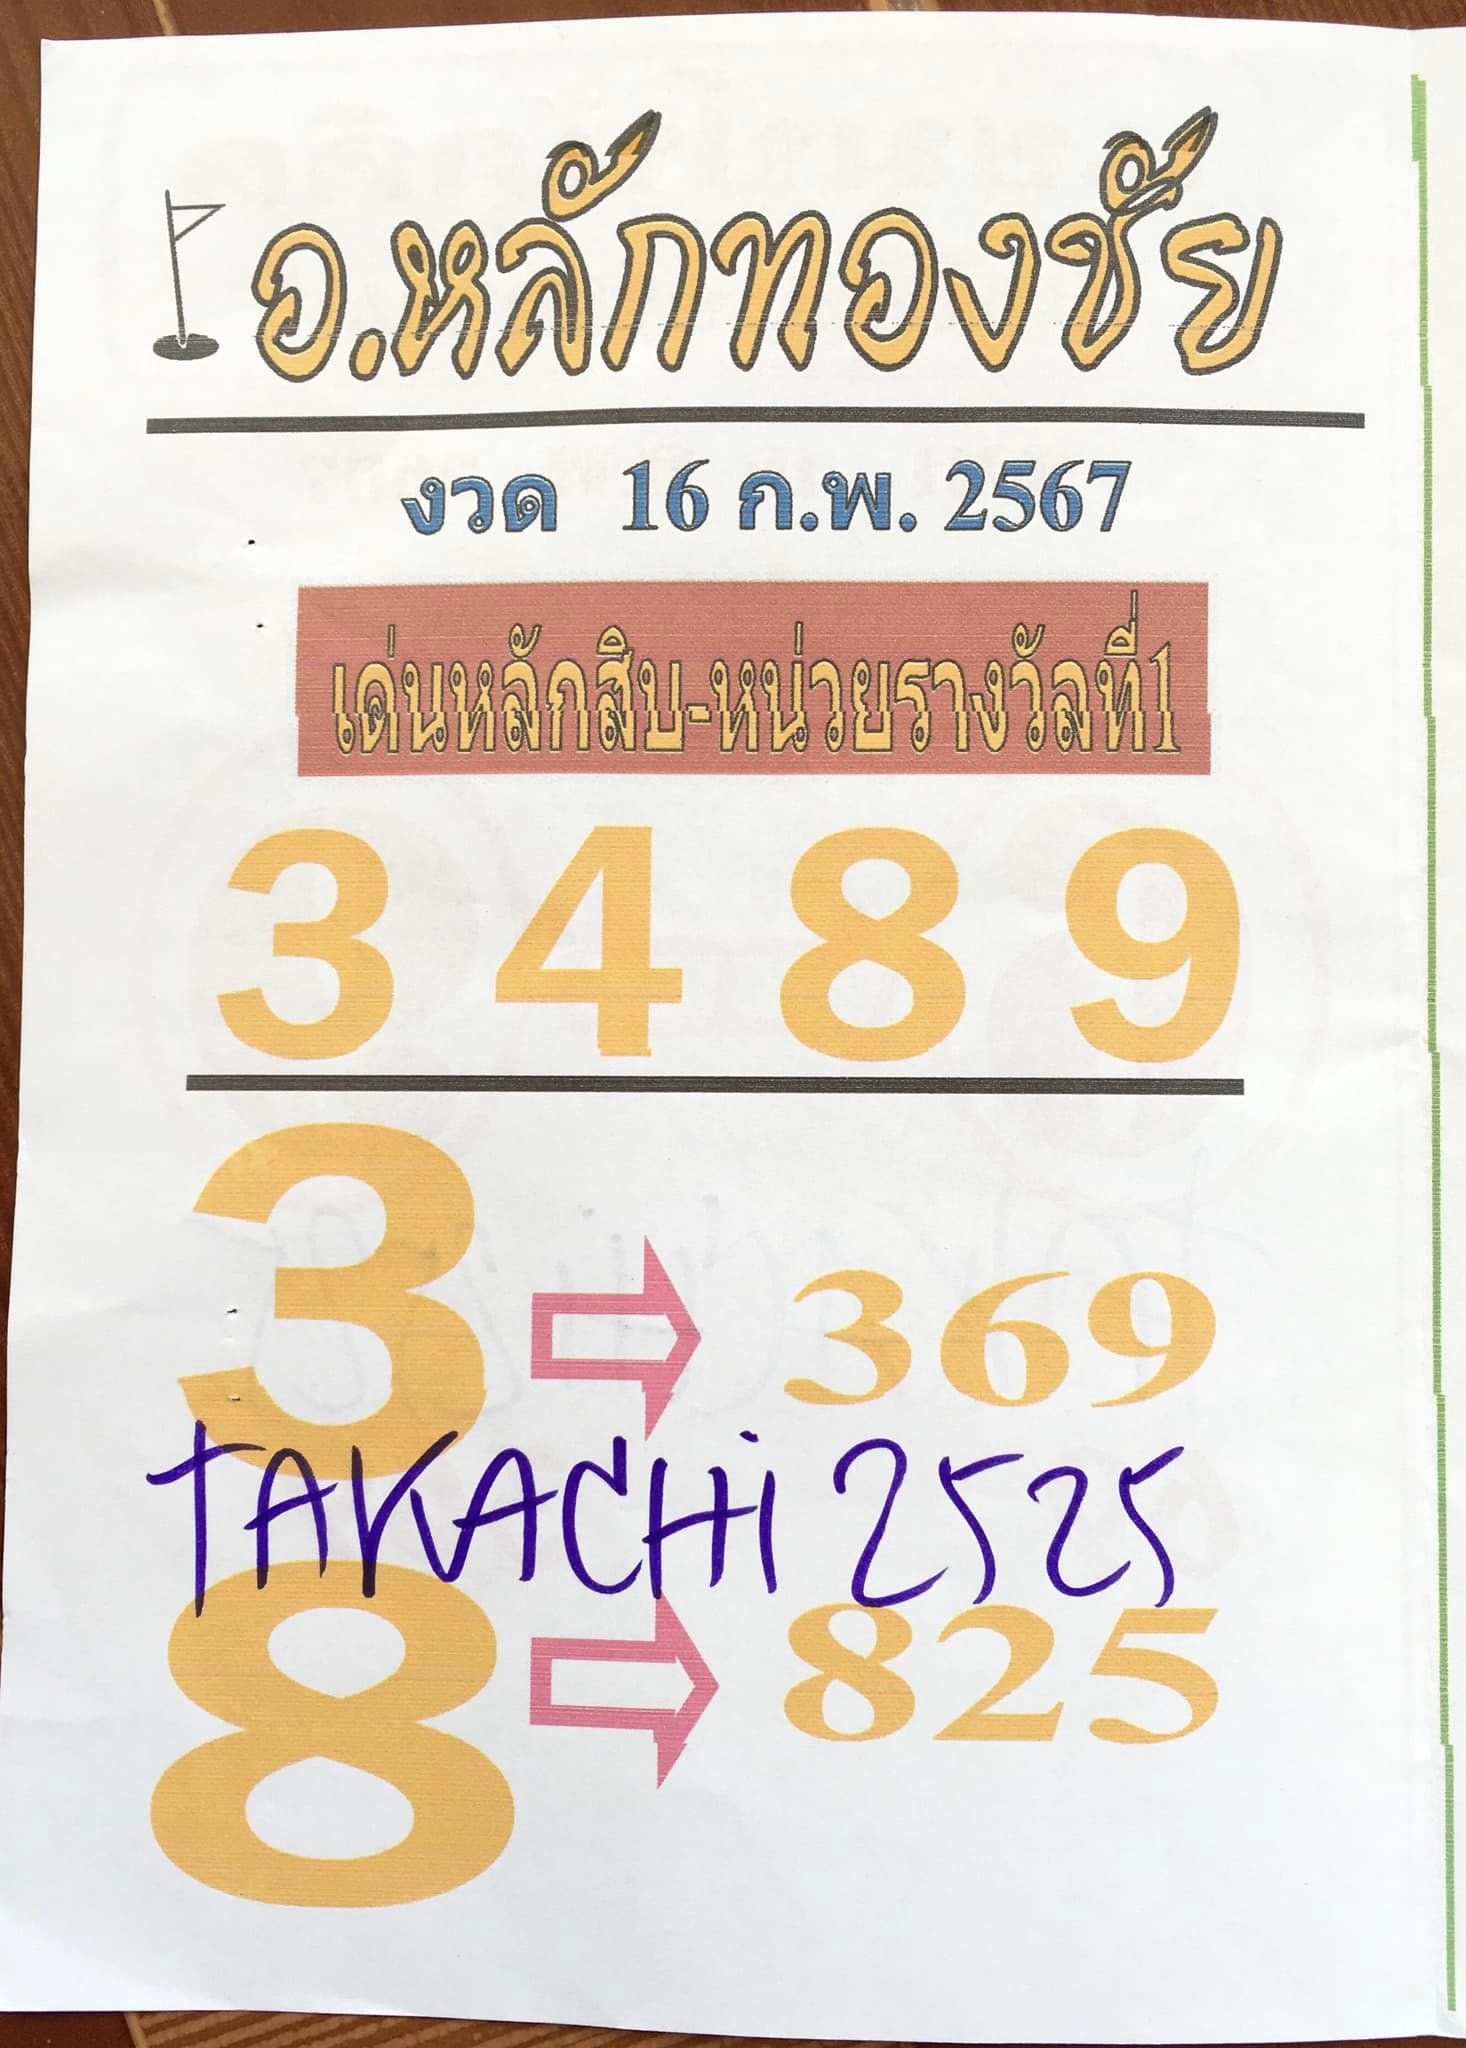 อ.หลักทองชัย
งวด 16 ก.พ. 2567
เด่นหลักสิบ-หน่วยรางวัลที่1
3 4 8 9
3 369
TAKACHi 2525
8 825